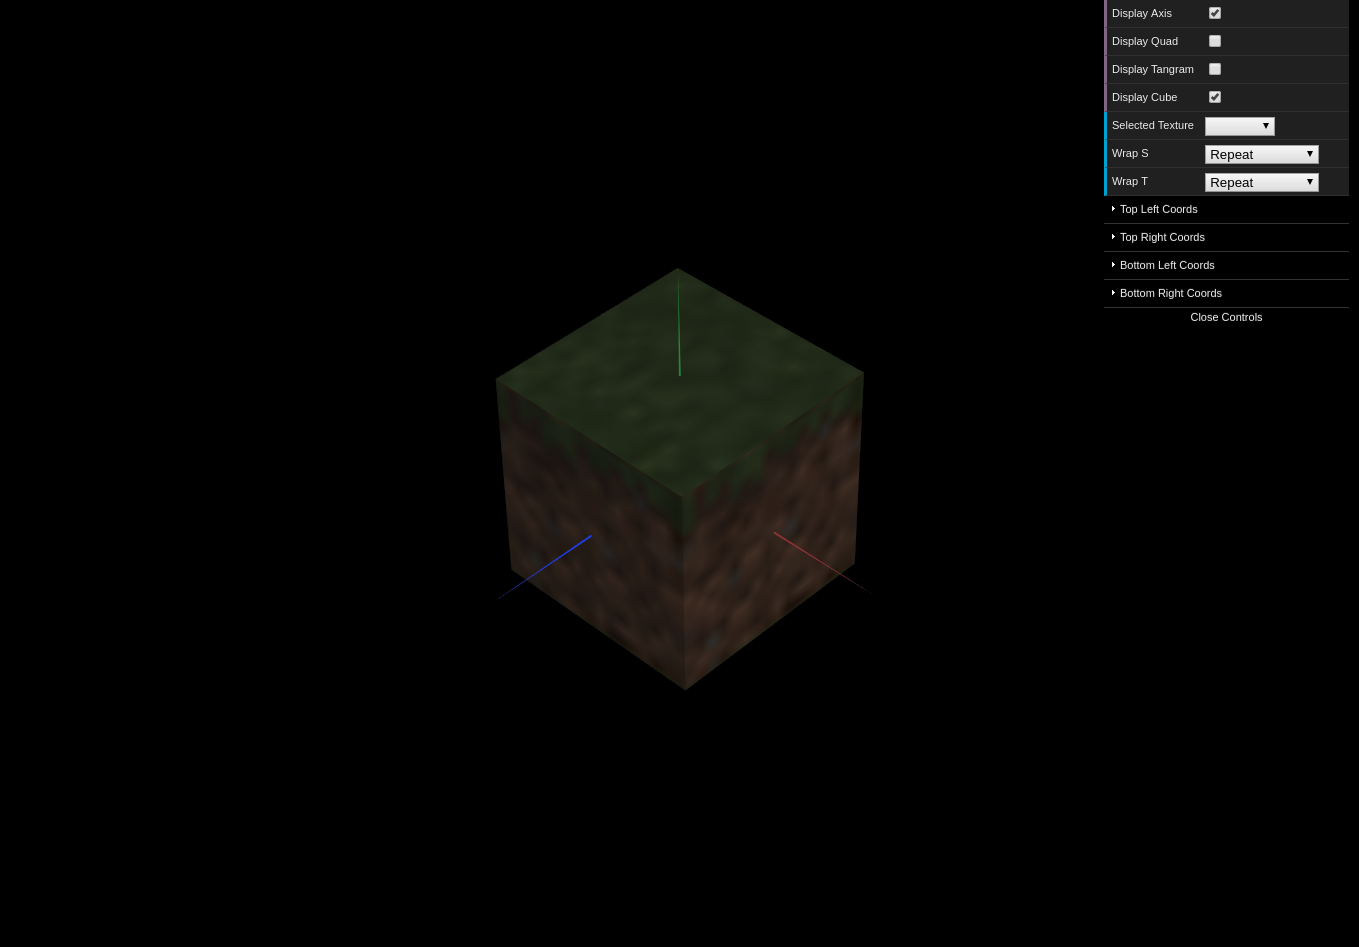 Display Axis
Display Quad
Display Tangram
Display Cube
Selected Texture
Wrap S Repeat
Wrap T Repeat
Top Left Coords
Top Right Coords
Bottom Left Coords
Bottom Right Coords
Close Controls